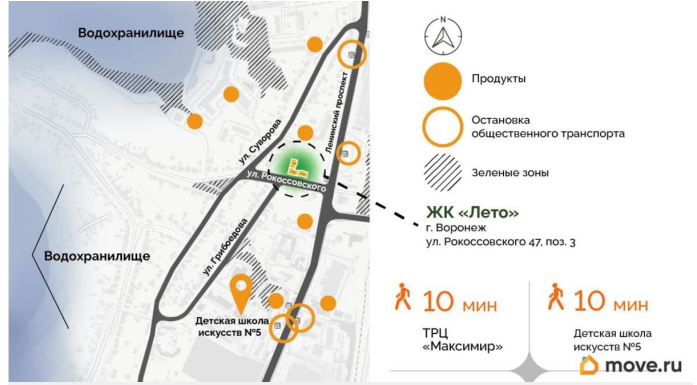 Водохранилище
ул. Суворова
Ленинский проспект
ул. Рокоссовского
ул. Грибоедова
Водохранилище
Детская школа
искусств №5
N
Продукты
Остановка
общественного транспорта
Зеленые зоны
ЖК «Лето»
г. Воронеж
ул. Рокоссовского 47, поз. 3
10 мин
ТРЦ
«Максимир»
10 мин
Детская школа
искусств №5
move.ru